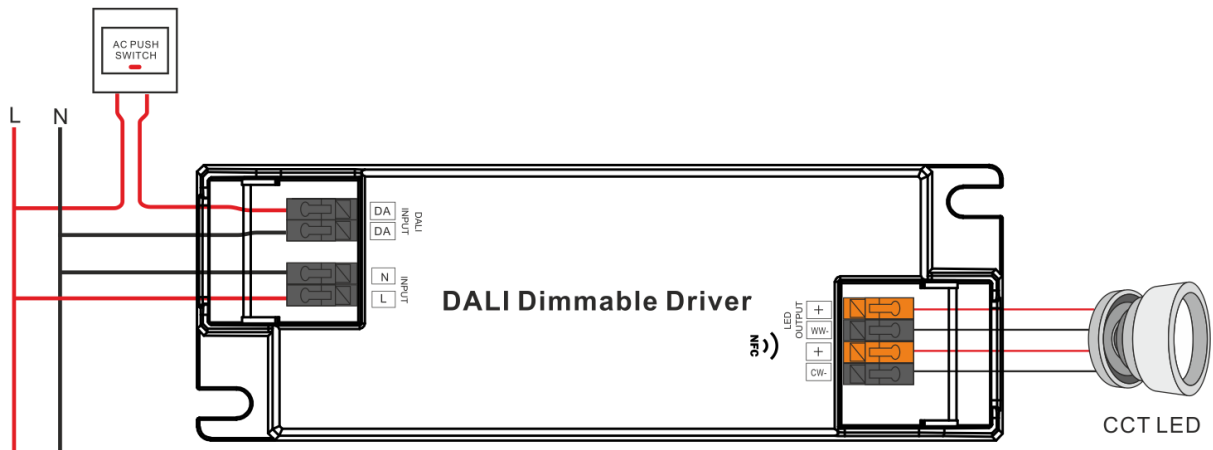 AC PUSH
SWITCH
L
N
DA
DA
DALI
INPUT
N
L
INPUT
DALI Dimmable Driver
NFC
LED
OUTPUT
+
WW-
+
CW-
CCT LED